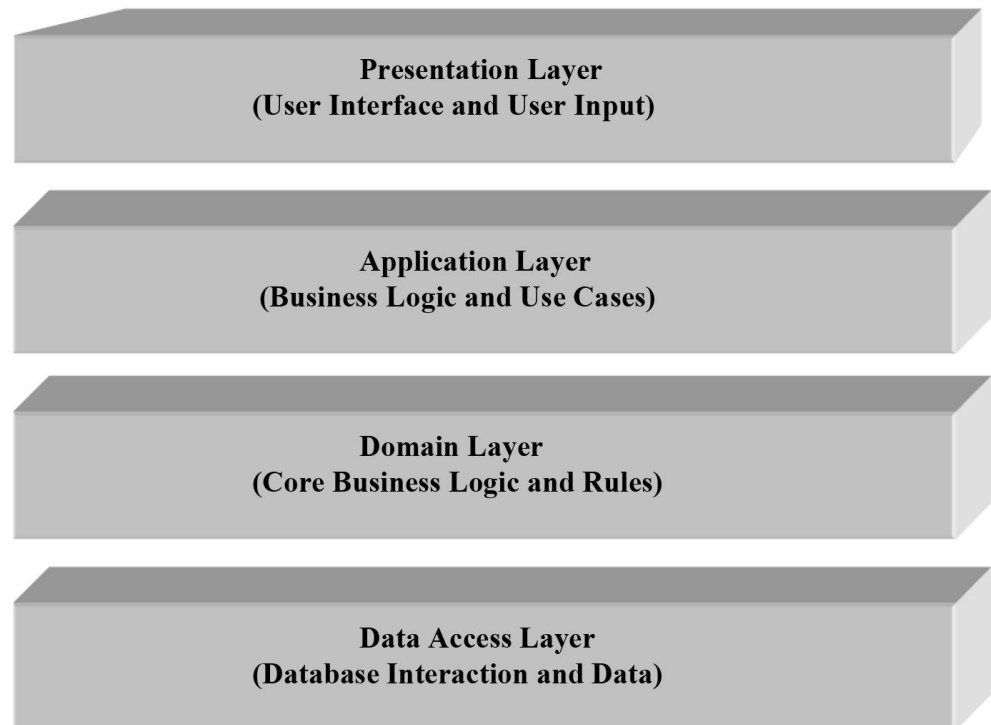 Presentation Layer
(User Interface and User Input)
Application Layer
(Business Logic and Use Cases)
Domain Layer
(Core Business Logic and Rules)
Data Access Layer
(Database Interaction and Data)